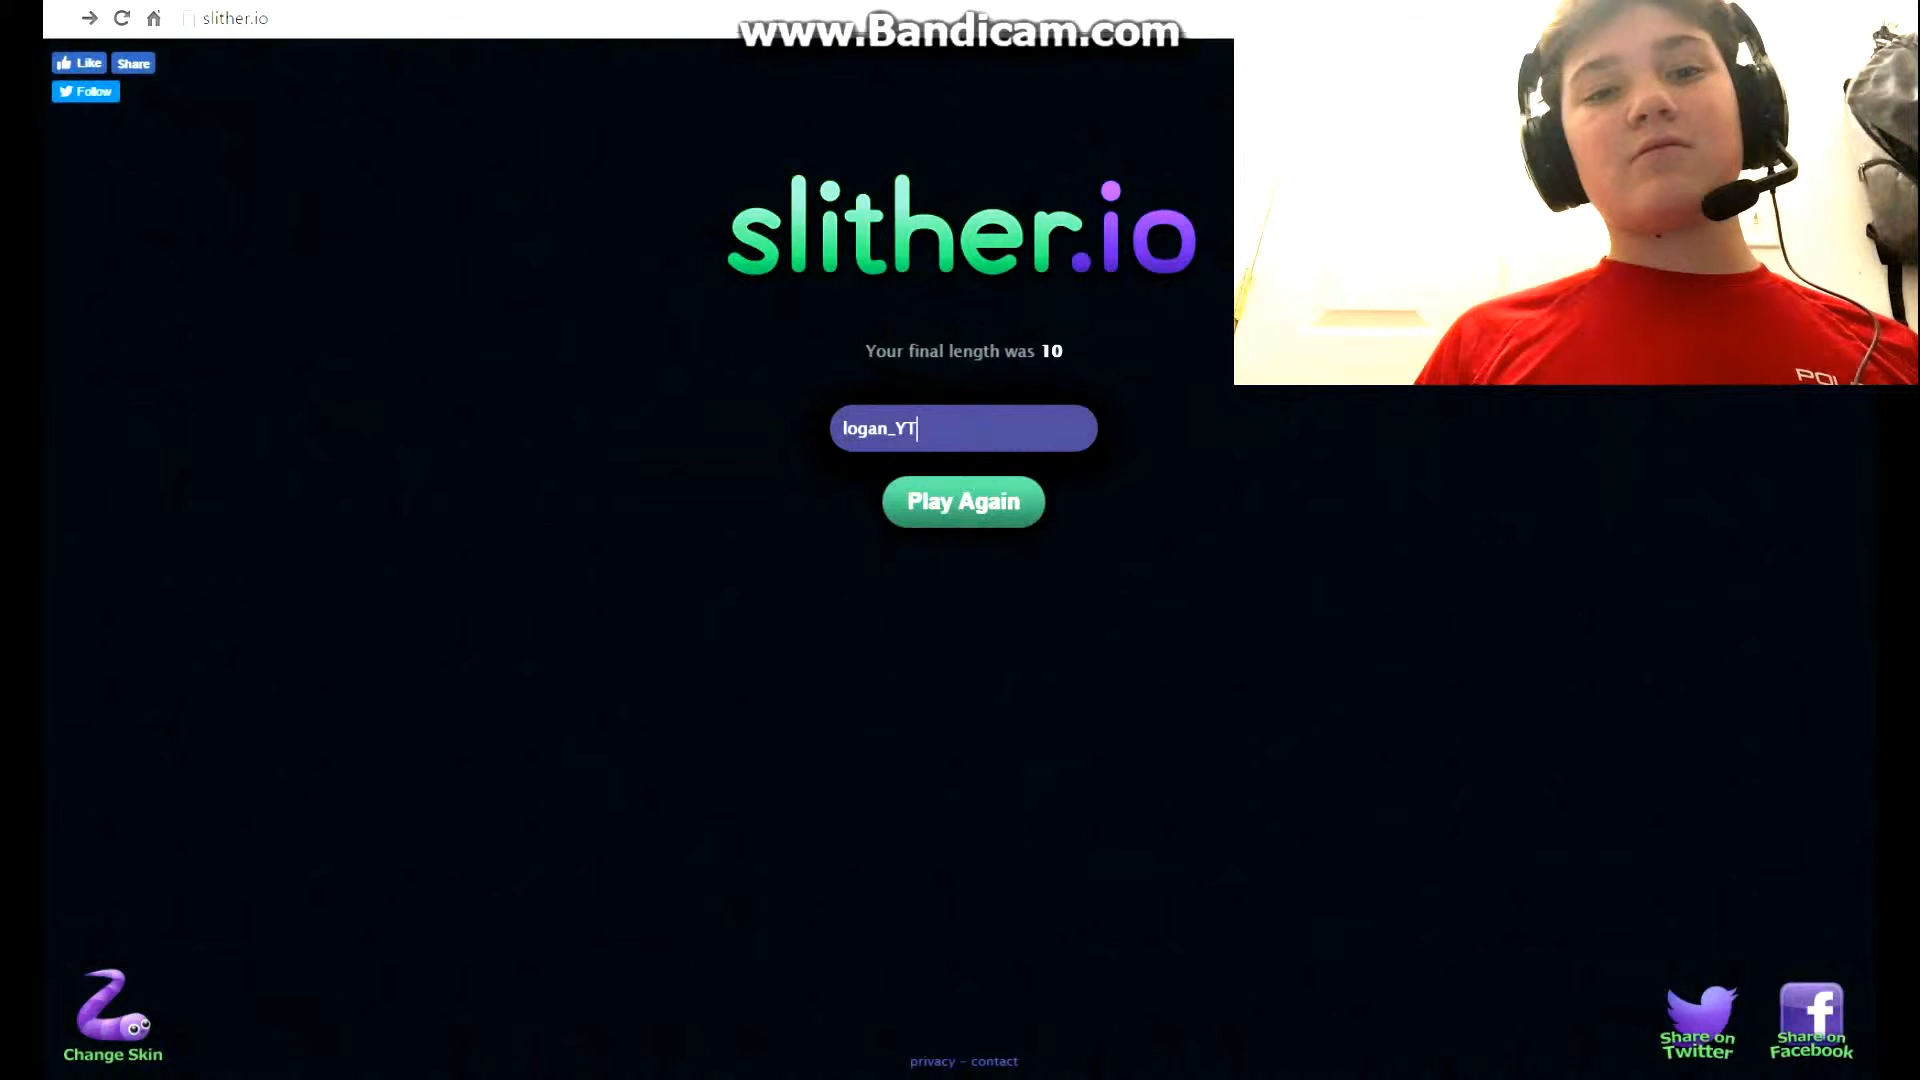 slither.io
www.Bandicam.com
Like
Share
Follow
slither.io
Your final length was 10
logan_YT
Play Again
POL
Change Skin
privacy - contact
Share on
Twitter
Share on
Facebook